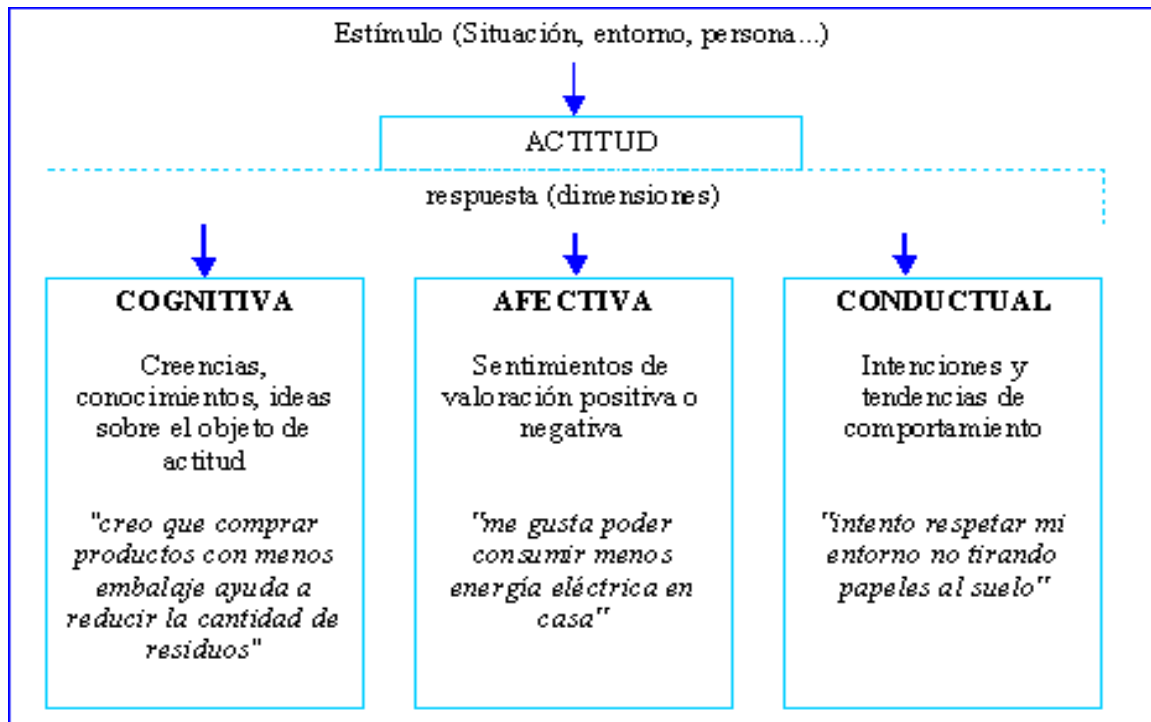 Estímulo (Situación, entorno, persona...)
ACTITUD
respuesta (dimensiones)
COGNITIVA
Creencias,
conocimientos, ideas
sobre el objeto de
actitud
"creo que comprar
productos con menos
embalaje ayuda a
reducir la cantidad de
residuos"
AFECTIVA
Sentimientos de
valoración positiva o
negativa
"me gusta poder
consumir menos
energía eléctrica en
casa"
CONDUCTUAL
Intenciones y
tendencias de
comportamiento
"intento respetar mi
entorno no tirando
papeles al suelo"